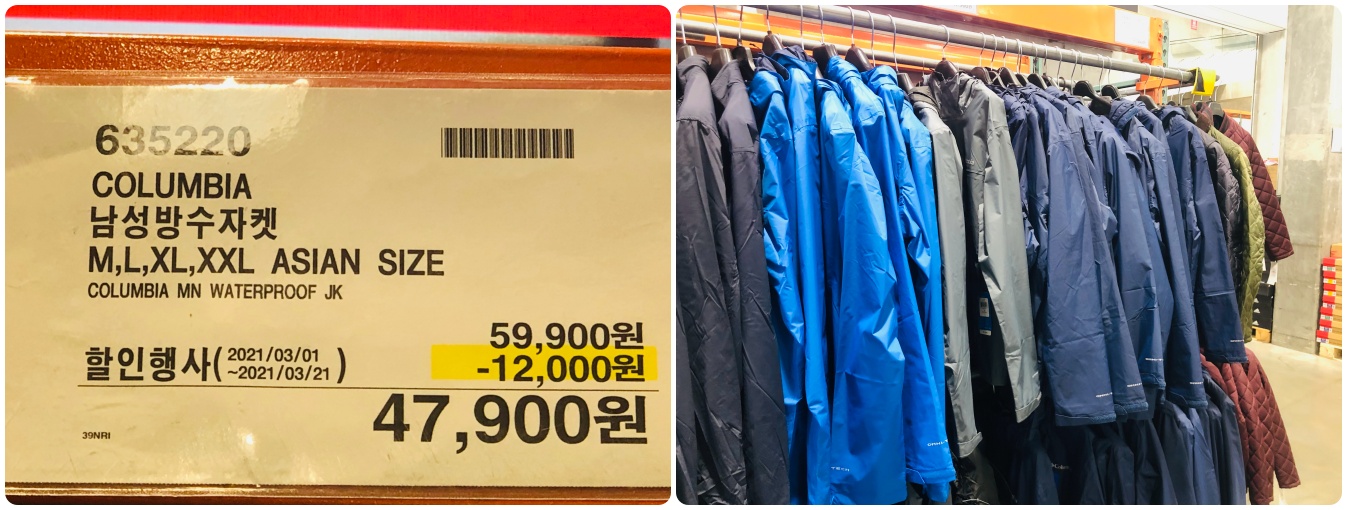 635220
COLUMBIA
남성방수자켓
M,L,XL,XXL ASIAN SIZE
COLUMBIA MN WATERPROOF JK
59,900원
할인행사( 2021/03/01
~2021/03/21 )
-12,000원
47,900원
39NRI